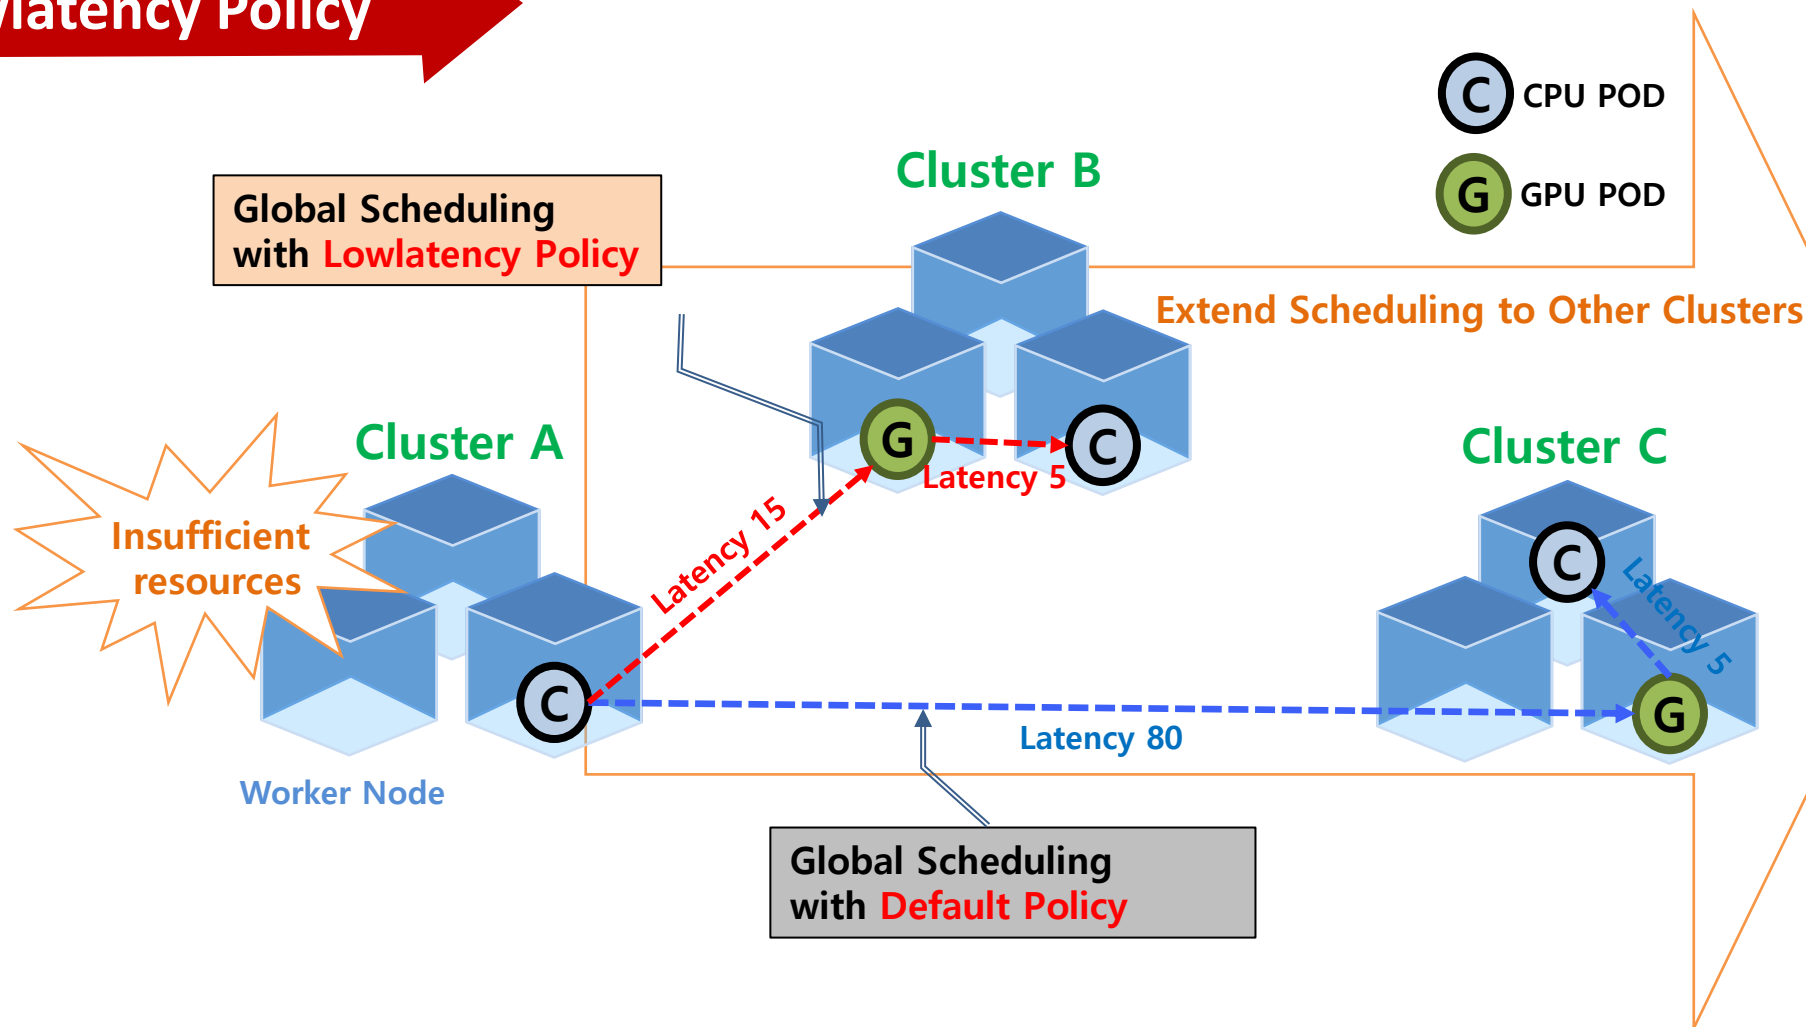 latency Policy
C CPU POD
G GPU POD
Cluster B
Global Scheduling
with Lowlatency Policy
Extend Scheduling to Other Clusters
Cluster A
G
C
Latency 5
Cluster C
Insufficient
resources
Latency 15
C
Latency 5
C
G
Latency 80
Worker Node
Global Scheduling
with Default Policy